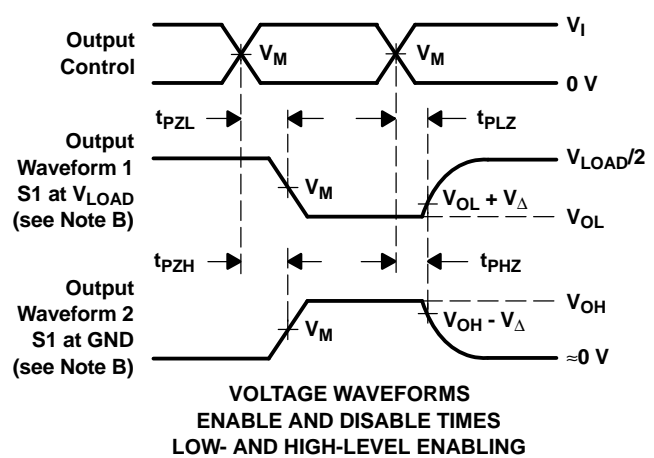 Output
Control
V_M
V_M
V_I
0 V
t_PZL
t_PLZ
Output
Waveform 1
S1 at V_LOAD
(see Note B)
V_M
V_LOAD/2
V_OL + V_Δ
V_OL
t_PZH
t_PHZ
Output
Waveform 2
S1 at GND
(see Note B)
V_M
V_OH
V_OH - V_Δ
≈0 V
VOLTAGE WAVEFORMS
ENABLE AND DISABLE TIMES
LOW- AND HIGH-LEVEL ENABLING